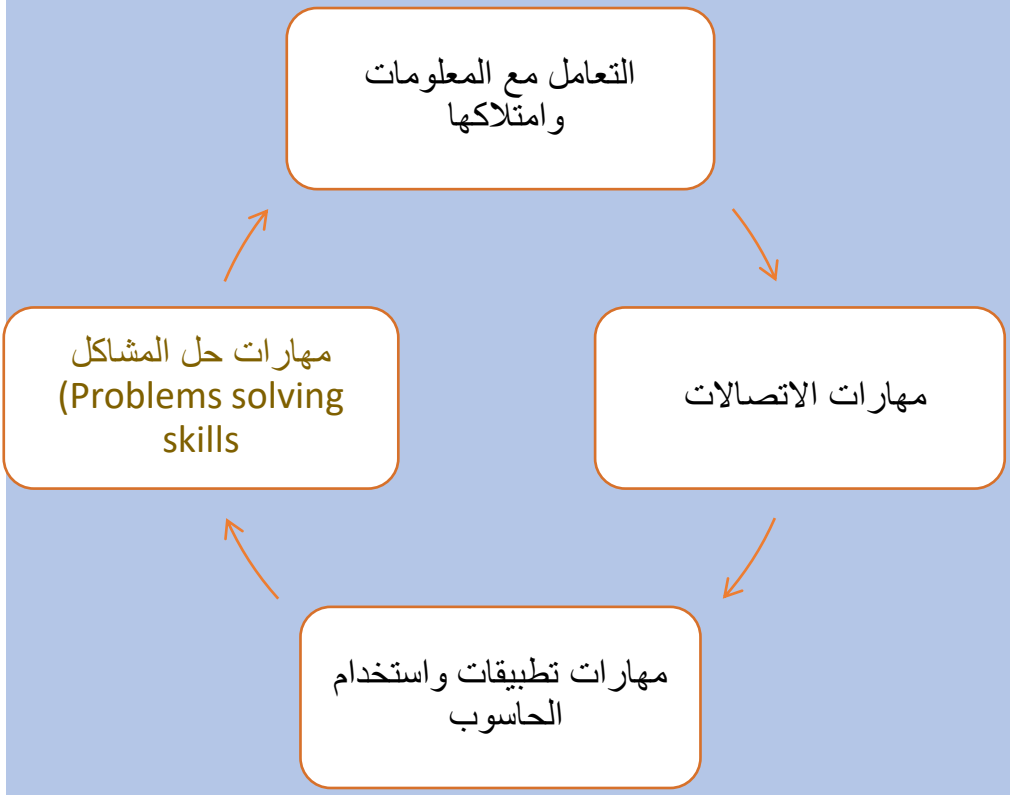 التعامل مع المعلومات
وامتلاكها
مهارات الاتصالات
مهارات تطبيقات واستخدام
الحاسوب
مهارات حل المشاكل
(Problems solving
skills